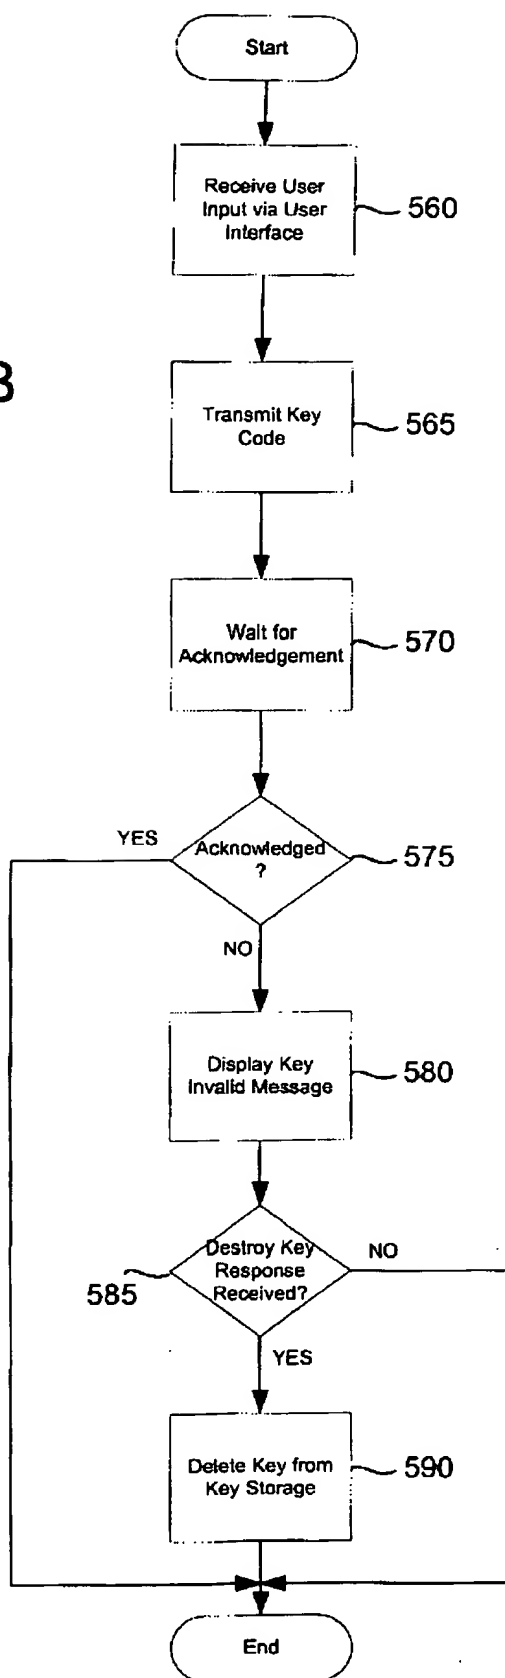 Start
Receive User
Input via User
Interface
560
B
Transmit Key
Code
565
Wait for
Acknowledgement
570
YES
Acknowledged
?
575
NO
Display Key
Invalid Message
580
Destroy Key
Response
Received?
NO
585
YES
Delete Key from
Key Storage
590
End